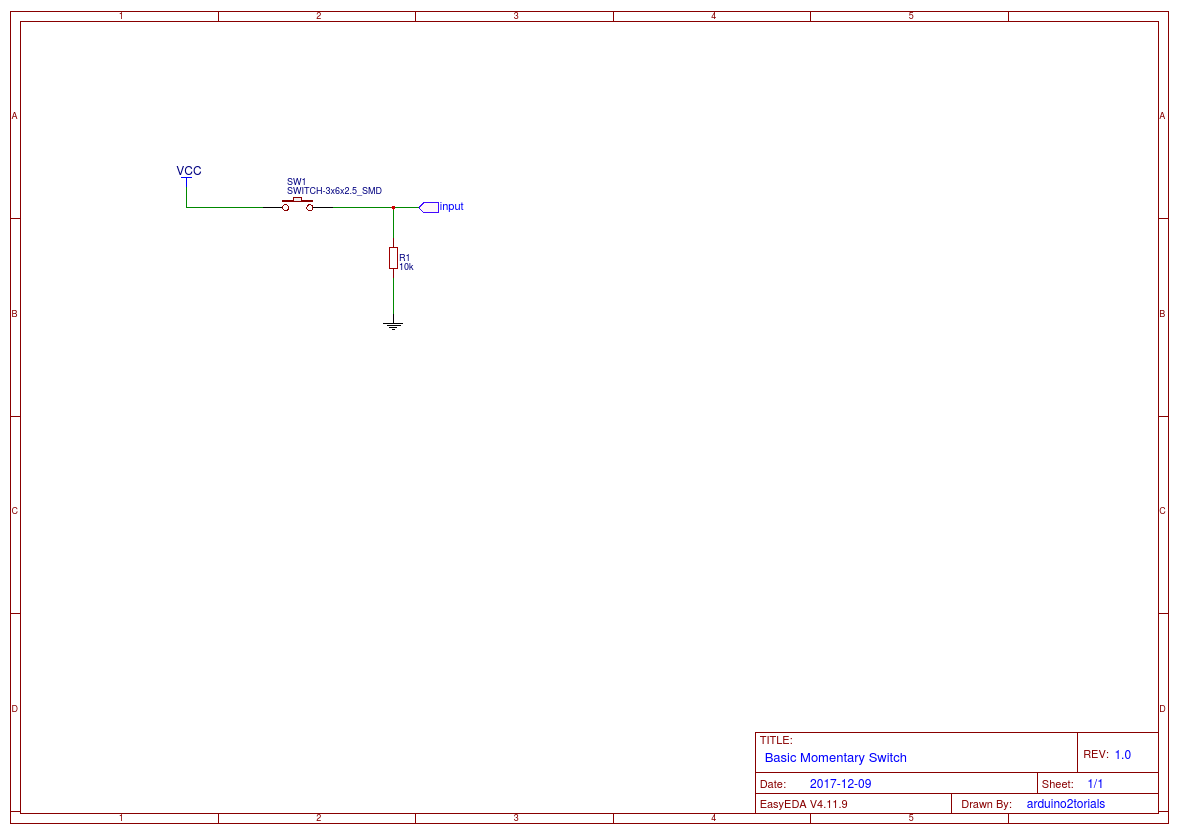 1 2 3 4 5
A A
VCC
SW1
SWITCH-3x6x2.5_SMD
input
R1
10k
B B
C C
D D
TITLE:
Basic Momentary Switch
REV: 1.0
Date: 2017-12-09
Sheet: 1/1
EasyEDA V4.11.9
Drawn By: arduino2torials
1 2 3 4 5